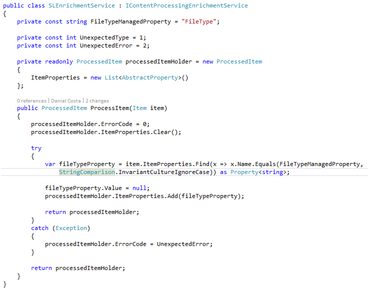 public class SLEnrichmentService : IContentProcessingEnrichmentService
{
private const string FileTypeManagedProperty = "FileType";
private const int UnexpectedType = 1;
private const int UnexpectedError = 2;
private readonly ProcessedItem processedItemHolder = new ProcessedItem
{
ItemProperties = new List<AbstractProperty>()
};
0 references | Daniel Costa | 2 changes
public ProcessedItem ProcessItem(Item item)
{
processedItemHolder.ErrorCode = 0;
processedItemHolder.ItemProperties.Clear();
try
{
var fileTypeProperty = item.ItemProperties.Find(x => x.Name.Equals(FileTypeManagedProperty,
StringComparison.InvariantCultureIgnoreCase)) as Property<string>;
fileTypeProperty.Value = null;
processedItemHolder.ItemProperties.Add(fileTypeProperty);
return processedItemHolder;
}
catch (Exception)
{
processedItemHolder.ErrorCode = UnexpectedError;
}
return processedItemHolder;
}
}